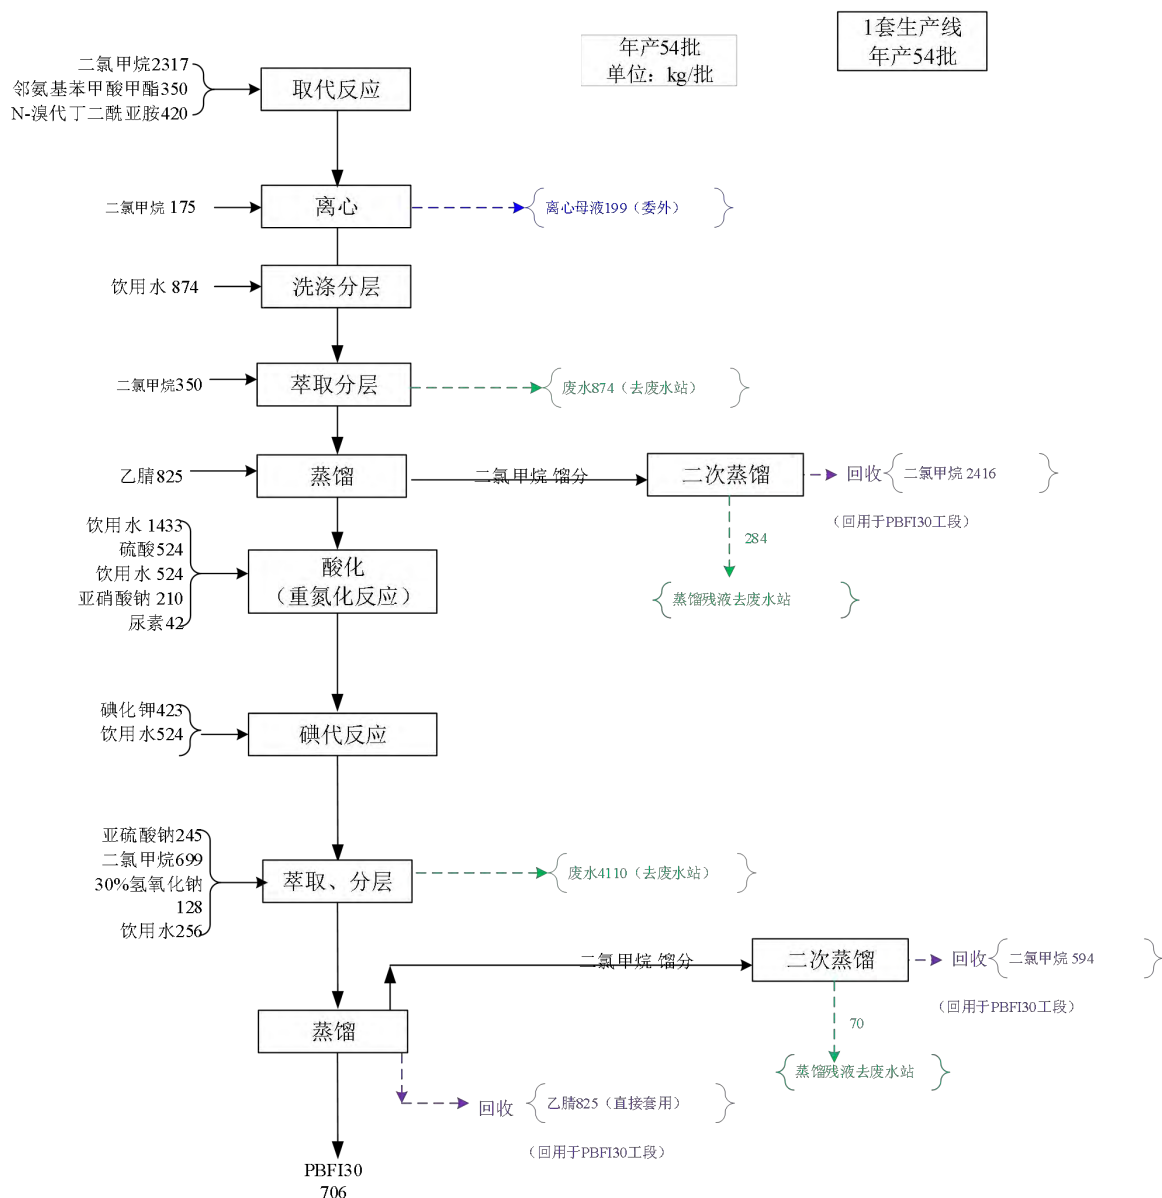 1套生产线
年产54批
年产54批
单位：kg/批
二氯甲烷2317
邻氨基苯甲酸甲酯350
N-溴代丁二酰亚胺420
取代反应
二氯甲烷 175
离心
离心母液199（委外）
饮用水 874
洗涤分层
二氯甲烷350
萃取分层
废水874（去废水站）
乙腈825
蒸馏
二氯甲烷 馏分
二次蒸馏
回收
二氯甲烷 2416
（回用于PBFI30工段）
284
蒸馏残液去废水站
饮用水 1433
硫酸524
饮用水 524
亚硝酸钠 210
尿素42
酸化
（重氮化反应）
碘化钾423
饮用水524
碘代反应
亚硫酸钠245
二氯甲烷699
30%氢氧化钠
128
饮用水256
萃取、分层
废水4110（去废水站）
二氯甲烷 馏分
二次蒸馏
回收
二氯甲烷 594
（回用于PBFI30工段）
70
蒸馏残液去废水站
蒸馏
回收
乙腈825（直接套用）
（回用于PBFI30工段）
PBFI30
706